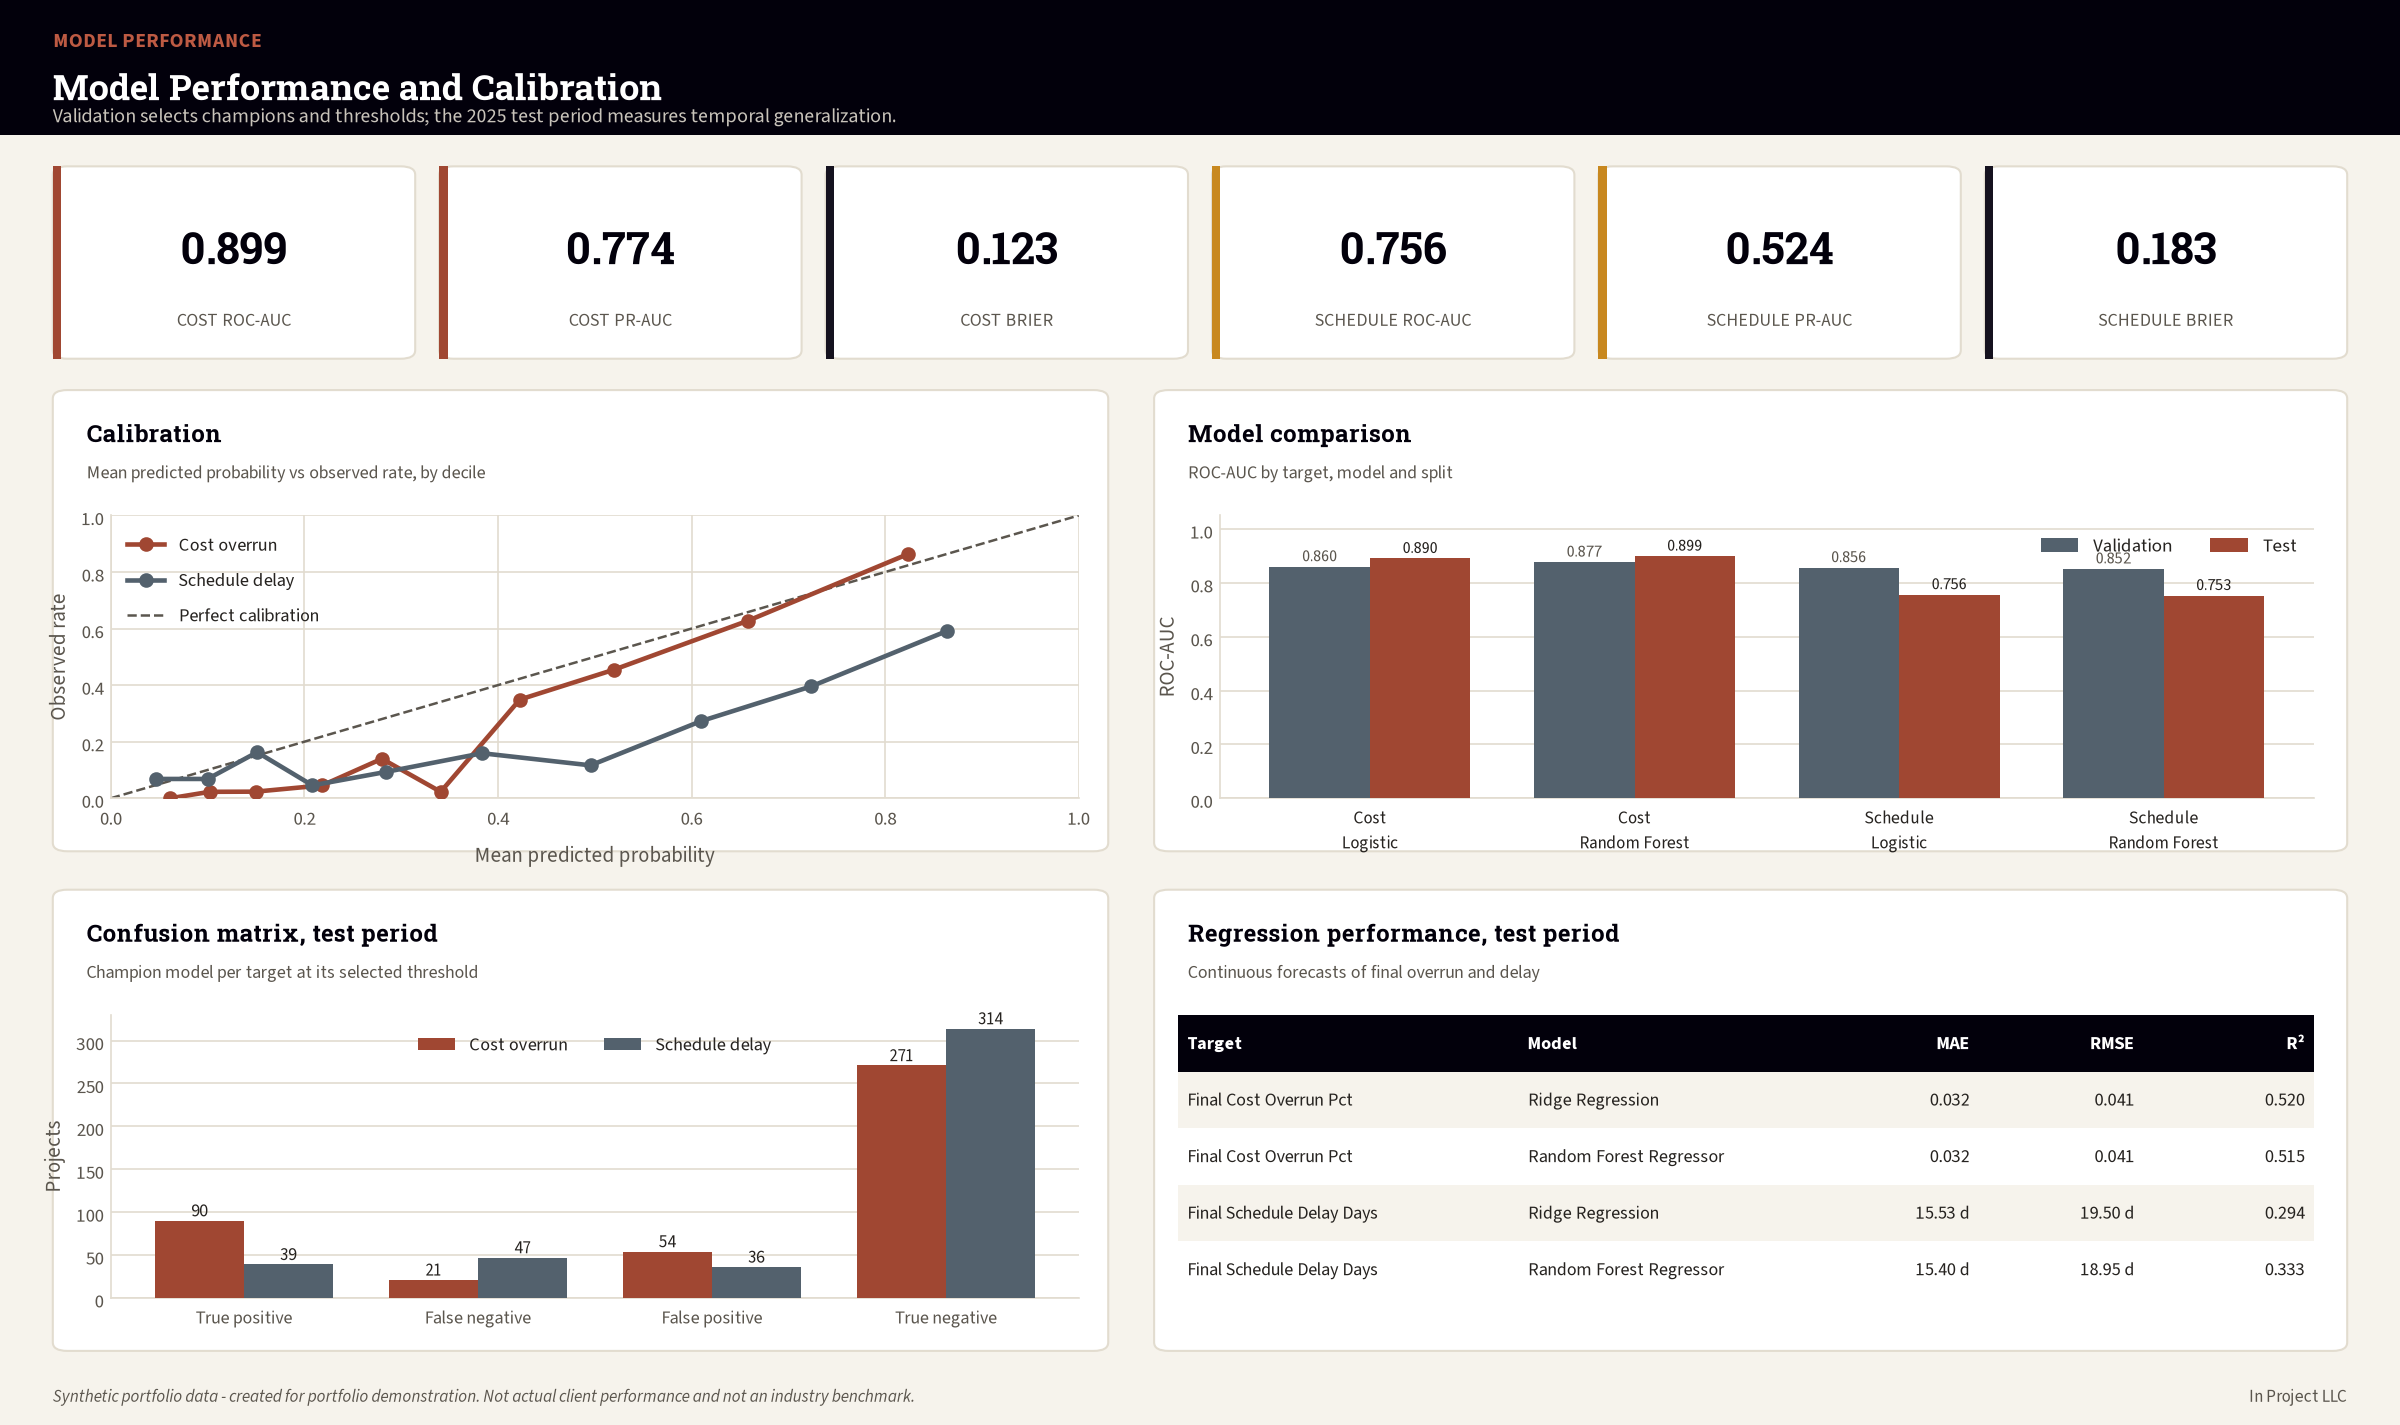 MODEL PERFORMANCE
Model Performance and Calibration
Validation selects champions and thresholds; the 2025 test period measures temporal generalization.
0.899
COST ROC-AUC
0.774
COST PR-AUC
0.123
COST BRIER
0.756
SCHEDULE ROC-AUC
0.524
SCHEDULE PR-AUC
0.183
SCHEDULE BRIER
Calibration
Mean predicted probability vs observed rate, by decile
Observed rate
1.0
0.8
0.6
0.4
0.2
0.0
Cost overrun
Schedule delay
Perfect calibration
0.0 0.2 0.4 0.6 0.8 1.0
Mean predicted probability
Model comparison
ROC-AUC by target, model and split
ROC-AUC
1.0
0.8
0.6
0.4
0.2
0.0
Validation Test
0.860 0.890 0.877 0.899 0.856 0.756 0.852 0.753
Cost Cost Schedule Schedule
Logistic Random Forest Logistic Random Forest
Confusion matrix, test period
Champion model per target at its selected threshold
Projects
300
250
200
150
100
50
0
Cost overrun Schedule delay
90 39 21 47 54 36 271 314
True positive False negative False positive True negative
Regression performance, test period
Continuous forecasts of final overrun and delay
Target Model MAE RMSE R²
Final Cost Overrun Pct Ridge Regression 0.032 0.041 0.520
Final Cost Overrun Pct Random Forest Regressor 0.032 0.041 0.515
Final Schedule Delay Days Ridge Regression 15.53 d 19.50 d 0.294
Final Schedule Delay Days Random Forest Regressor 15.40 d 18.95 d 0.333
Synthetic portfolio data - created for portfolio demonstration. Not actual client performance and not an industry benchmark.
In Project LLC